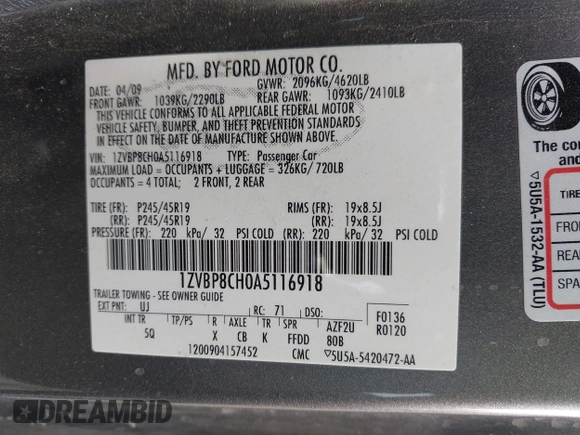 MFD. BY FORD MOTOR CO.
DATE: 04/09 GVWR: 2096KG/4620LB
FRONT GAWR: 1039KG/2290LB REAR GAWR: 1093KG/2410LB
THIS VEHICLE CONFORMS TO ALL APPLICABLE FEDERAL MOTOR
VEHICLE SAFETY, BUMPER, AND THEFT PREVENTION STANDARDS
IN EFFECT ON THE DATE OF MANUFACTURE SHOWN ABOVE.
VIN: 1ZVBP8CH0A5116918 TYPE: Passenger Car
MAXIMUM LOAD = OCCUPANTS + LUGGAGE = 326KG/ 720LB
OCCUPANTS = 4 TOTAL; 2 FRONT, 2 REAR
TIRE (FR): P245/45R19 RIMS (FR): 19x8.5J
(RR): P245/45R19 (RR): 19x8.5J
PRESSURE (FR): 220 kPa/ 32 PSI COLD (RR) 220 kPa/ 32 PSI COLD
1ZVBP8CH0A5116918
TRAILER TOWING - SEE OWNER GUIDE
EXT PNT: UJ RC: 71 DSO: F0136
INT TR TP/PS R AXLE TR SPR AZF2U R0120
5Q X CB K FFDD 80B
1200904157452 CMC ▽5U5A-5420472-AA
The co
and
TIRE
FRO
REA
SPA
▽5U5A-1532-AA (TLU)
DREAMBID